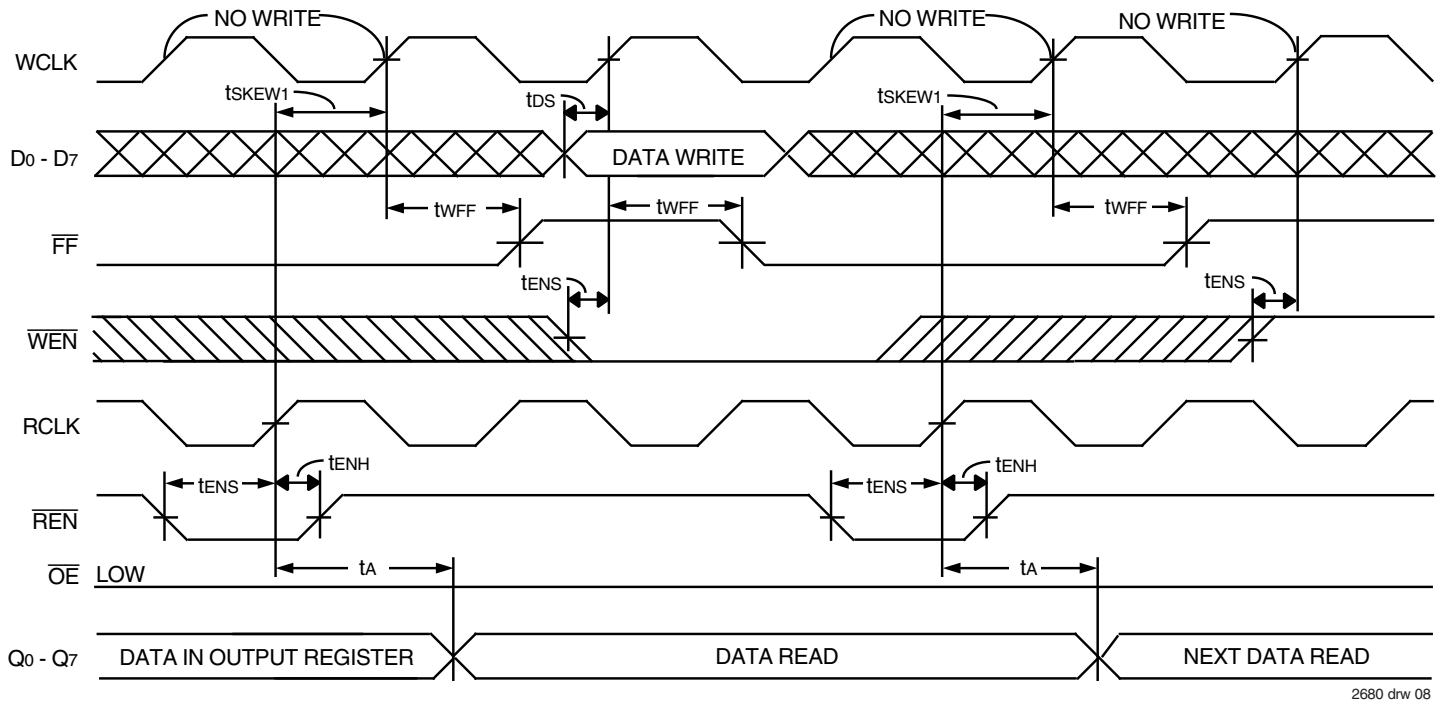 NO WRITE NO WRITE NO WRITE
WCLK
tSKEW1 tDS tSKEW1
D0 - D7 DATA WRITE
tWFF tWFF tWFF
FF
tENS tENS
WEN
RCLK
tENH tENH
tENS tENS
REN
tA tA
OE LOW
Q0 - Q7 DATA IN OUTPUT REGISTER DATA READ NEXT DATA READ
2680 drw 08